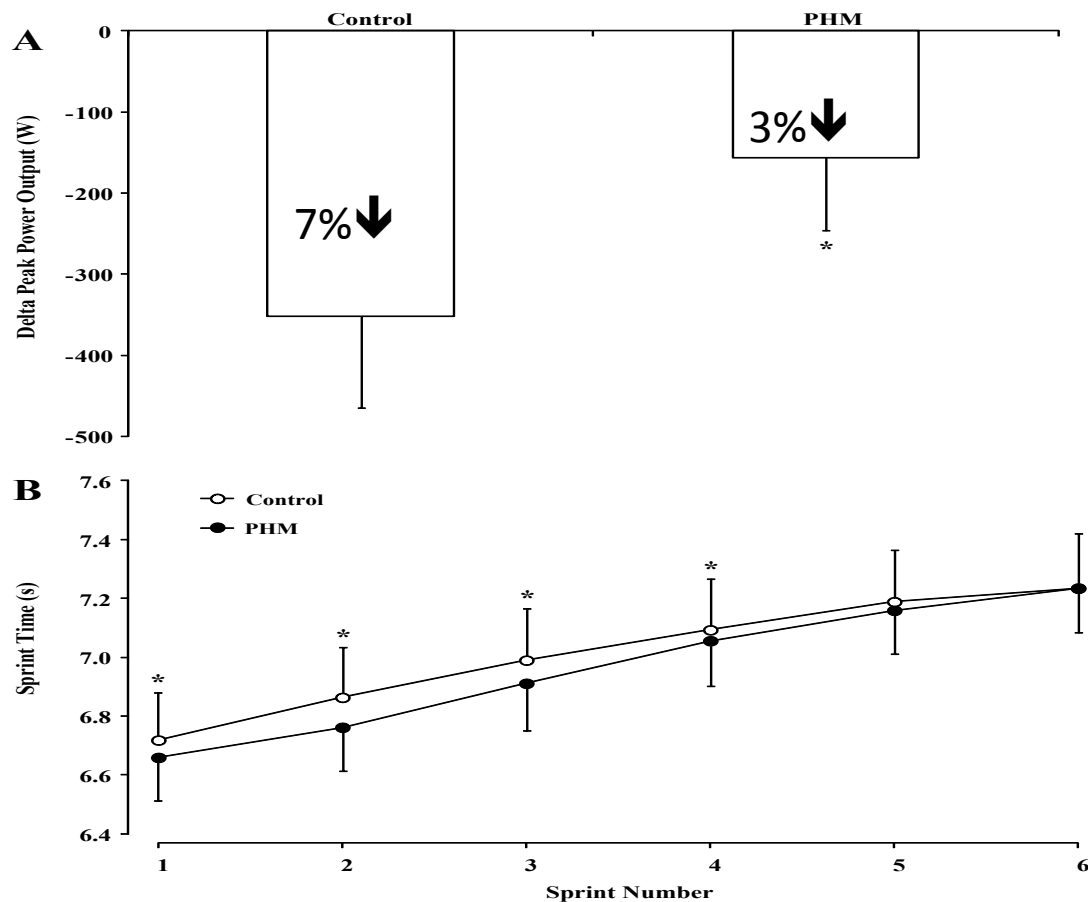 Control PHM
A
0
-100
-200
-300
-400
-500
Delta Peak Power Output (W)
7%
3%
*
B
7.6
7.4
7.2
7.0
6.8
6.6
6.4
Sprint Time (s)
Control
PHM
* * * *
1 2 3 4 5 6
Sprint Number